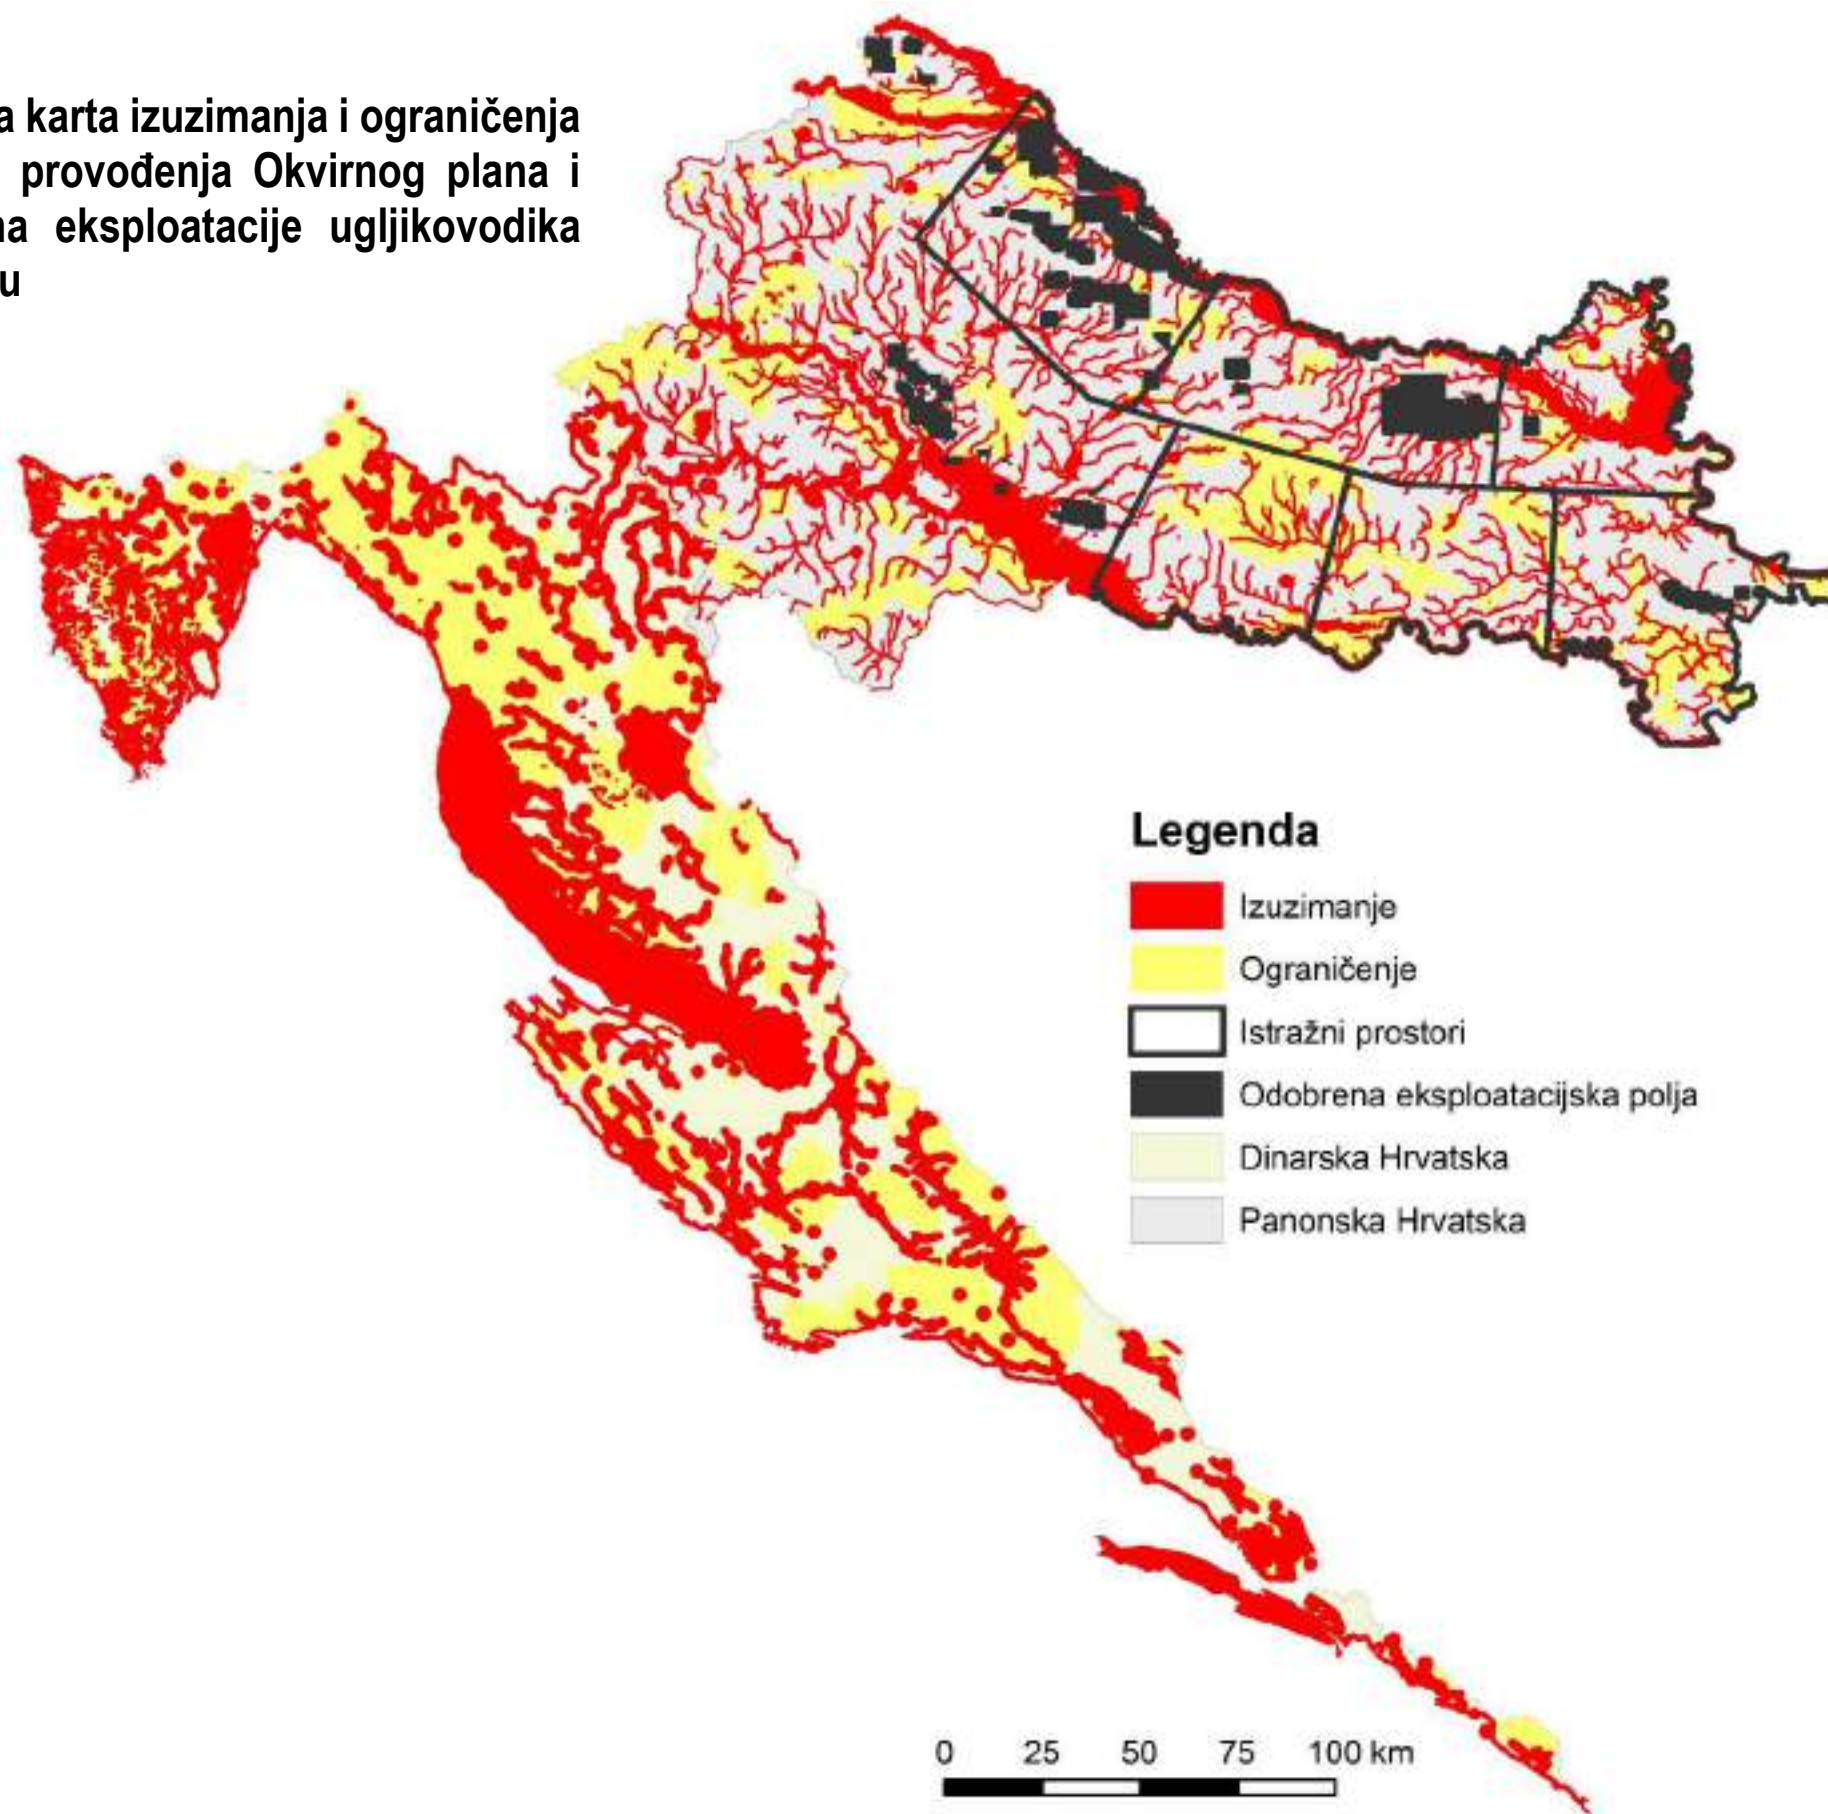 a karta izuzimanja i ograničenja
provođenja Okvirnog plana i
na eksploatacije ugljikovodika
u
Legenda
Izuzimanje
Ograničenje
Istražni prostori
Odobrena eksploatacijska polja
Dinarska Hrvatska
Panonska Hrvatska
0 25 50 75 100 km